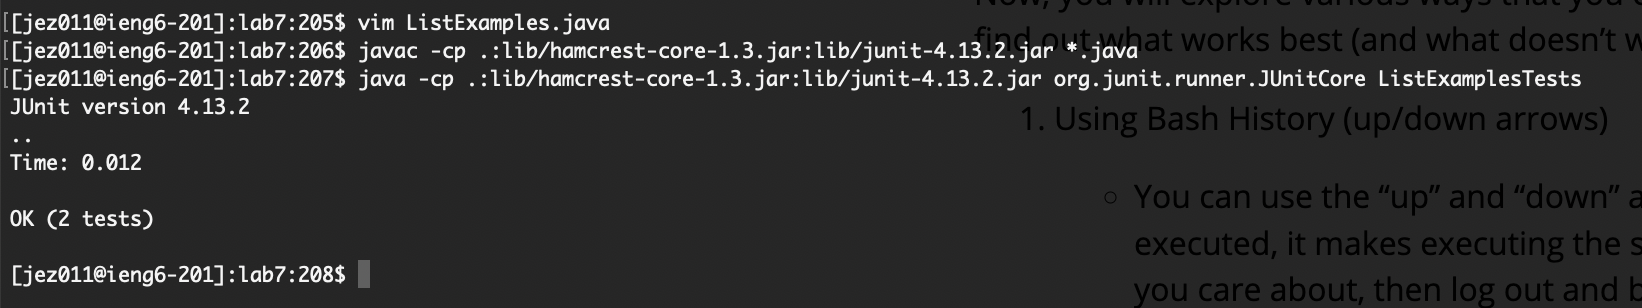 [[jez011@ieng6-201]:lab7:205$ vim ListExamples.java
[[jez011@ieng6-201]:lab7:206$ javac -cp .:lib/hamcrest-core-1.3.jar:lib/junit-4.13.2.jar *.java
[[jez011@ieng6-201]:lab7:207$ java -cp .:lib/hamcrest-core-1.3.jar:lib/junit-4.13.2.jar org.junit.runner.JUnitCore ListExamplesTests
JUnit version 4.13.2
..
Time: 0.012
OK (2 tests)
[jez011@ieng6-201]:lab7:208$
Now, you will explore various ways that you
find out what works best (and what doesn’t
1. Using Bash History (up/down arrows)
○ You can use the “up” and “down”
executed, it makes executing the
you care about, then log out and